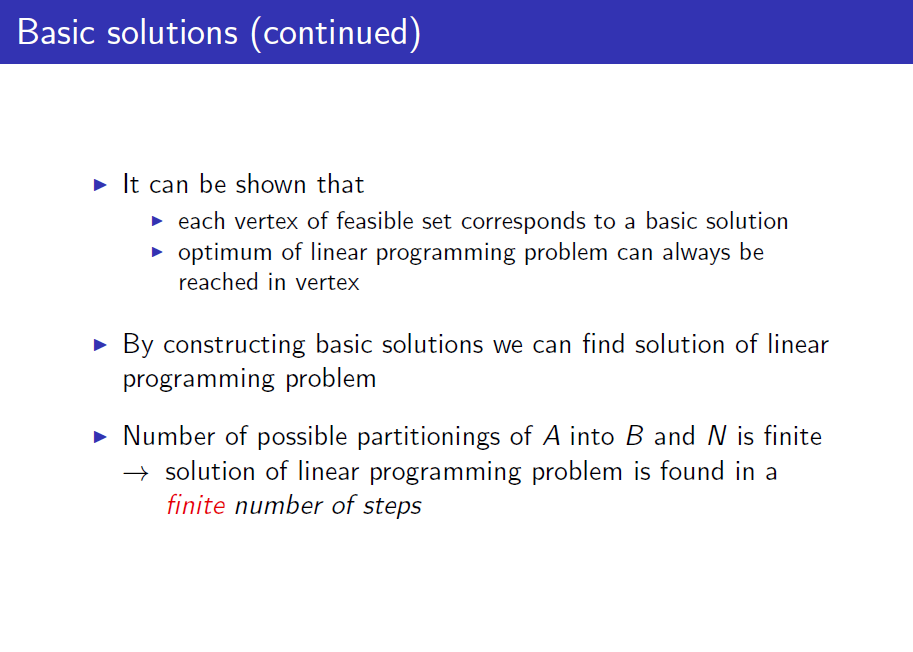 Basic solutions (continued)
▶ It can be shown that
▶ each vertex of feasible set corresponds to a basic solution
▶ optimum of linear programming problem can always be
reached in vertex
▶ By constructing basic solutions we can find solution of linear
programming problem
▶ Number of possible partitionings of A into B and N is finite
→ solution of linear programming problem is found in a
finite number of steps